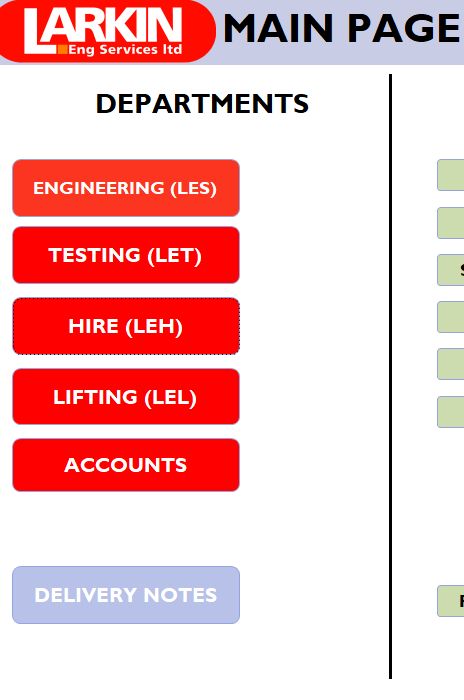 LARKIN
Eng Services ltd
MAIN PAGE
DEPARTMENTS
ENGINEERING (LES)
TESTING (LET)
HIRE (LEH)
LIFTING (LEL)
ACCOUNTS
DELIVERY NOTES